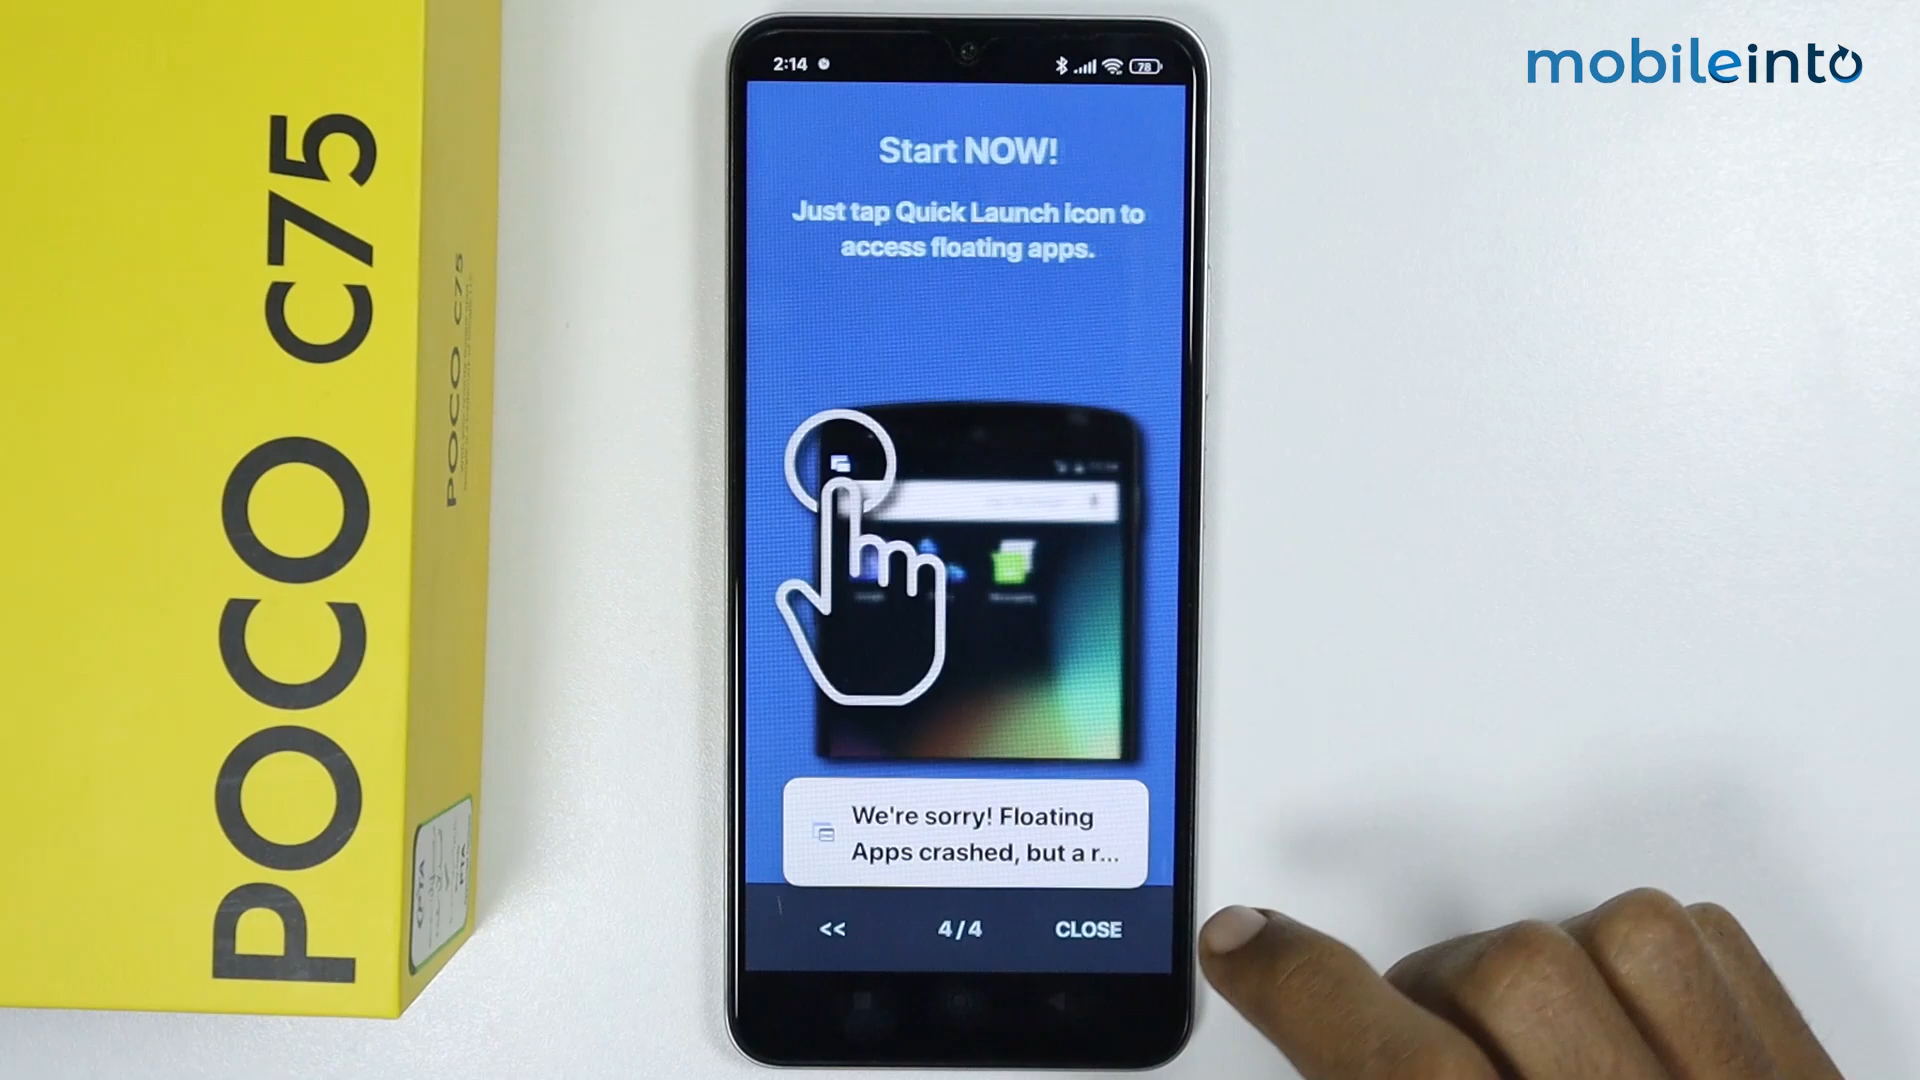 mobileinto
POCO C75
POCO C75
2:14
78
Start NOW!
Just tap Quick Launch icon to
access floating apps.
We're sorry! Floating
Apps crashed, but a r...
<< 4/4 CLOSE